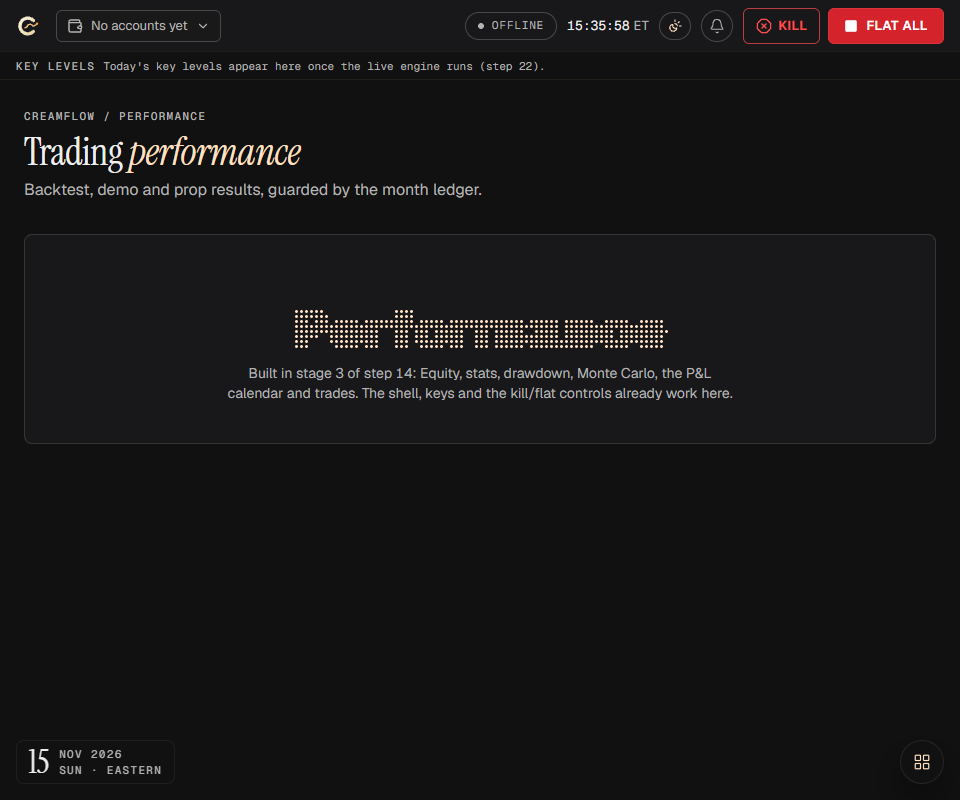 No accounts yet
OFFLINE
15:35:58 ET
KILL
FLAT ALL
KEY LEVELS Today's key levels appear here once the live engine runs (step 22).
CREAMFLOW / PERFORMANCE
Trading performance
Backtest, demo and prop results, guarded by the month ledger.
Performance
Built in stage 3 of step 14: Equity, stats, drawdown, Monte Carlo, the P&L
calendar and trades. The shell, keys and the kill/flat controls already work here.
15
NOV 2026
SUN · EASTERN